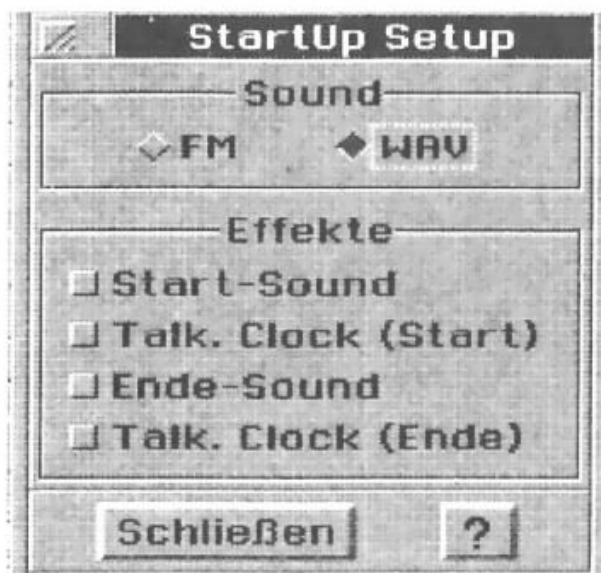 StartUp Setup
Sound
FM WAV
Effekte
Start-Sound
Talk. Clock (Start)
Ende-Sound
Talk. Clock (Ende)
Schließen ?